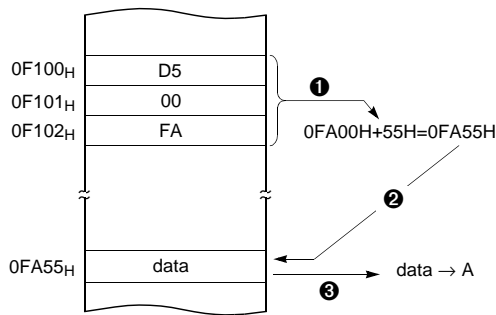 0F100H D5
❶
0F101H 00
0F102H FA
0FA00H+55H=0FA55H
❷
0FA55H data
data → A
❸